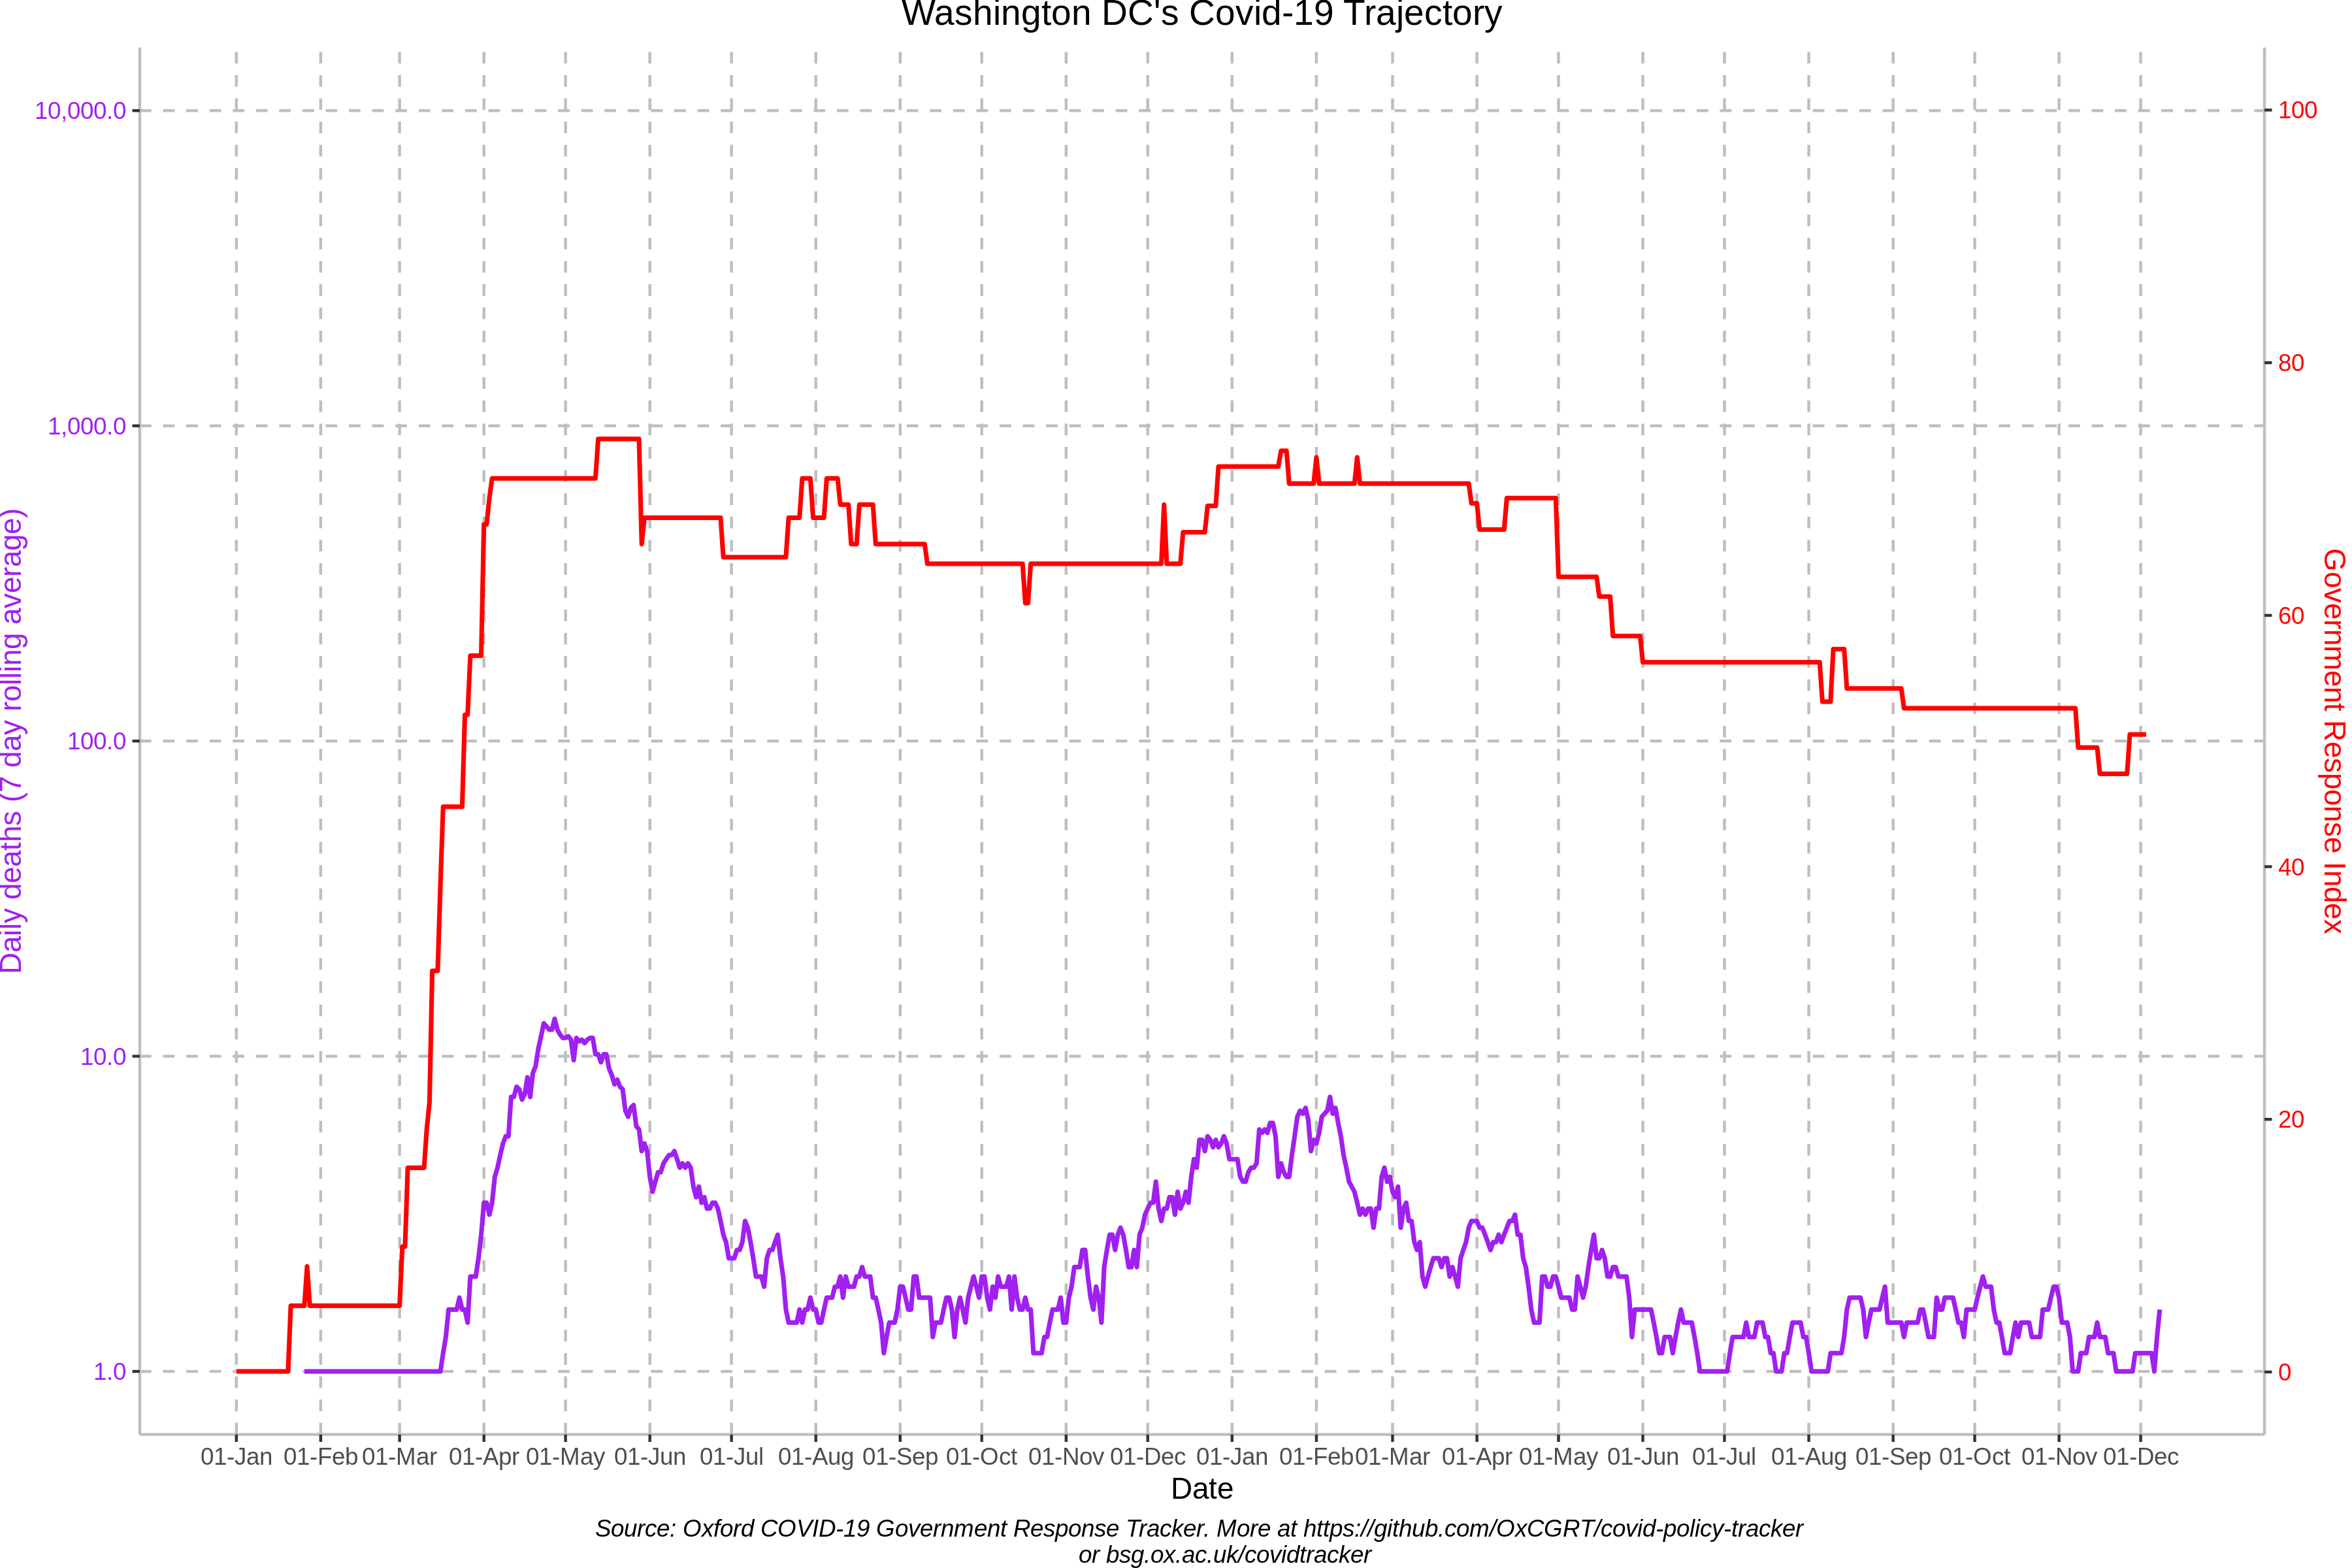 Washington DC's Covid-19 Trajectory
10,000.0
1,000.0
100.0
10.0
1.0
Daily deaths (7 day rolling average)
100
80
60
40
20
0
Government Response Index
01-Jan 01-Feb 01-Mar 01-Apr 01-May 01-Jun 01-Jul 01-Aug 01-Sep 01-Oct 01-Nov 01-Dec 01-Jan 01-Feb 01-Mar 01-Apr 01-May 01-Jun 01-Jul 01-Aug 01-Sep 01-Oct 01-Nov 01-Dec
Date
Source: Oxford COVID-19 Government Response Tracker. More at https://github.com/OxCGRT/covid-policy-tracker
or bsg.ox.ac.uk/covidtracker